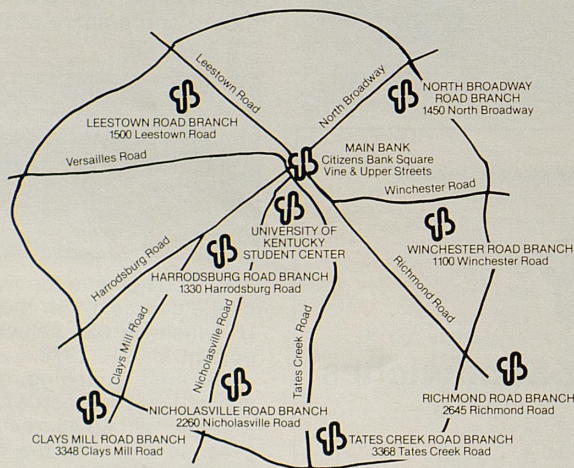 Leestown Road
North Broadway
NORTH BROADWAY
ROAD BRANCH
1450 North Broadway
LEESTOWN ROAD BRANCH
1500 Leestown Road
MAIN BANK
Citizens Bank Square
Vine & Upper Streets
Versailles Road
Winchester Road
UNIVERSITY OF
KENTUCKY
STUDENT CENTER
WINCHESTER ROAD BRANCH
1100 Winchester Road
Harrodsburg Road
HARRODSBURG ROAD BRANCH
1330 Harrodsburg Road
Richmond Road
Clays Mill Road
Nicholasville Road
Tates Creek Road
RICHMOND ROAD BRANCH
2645 Richmond Road
NICHOLASVILLE ROAD BRANCH
2260 Nicholasville Road
CLAYS MILL ROAD BRANCH
3348 Clays Mill Road
TATES CREEK ROAD BRANCH
3368 Tates Creek Road